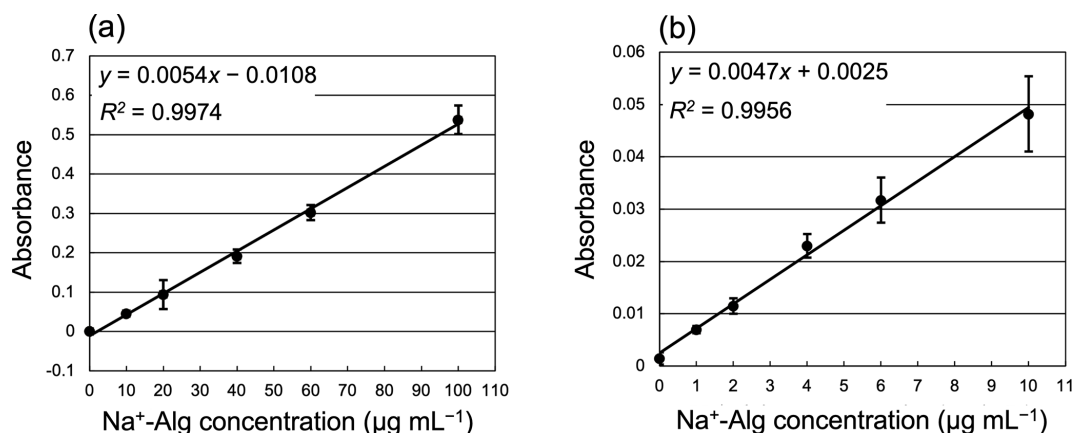 (a)
0.7
0.6
0.5
0.4
0.3
0.2
0.1
0
-0.1
y = 0.0054x − 0.0108
R² = 0.9974
Absorbance
0 10 20 30 40 50 60 70 80 90 100 110
Na⁺-Alg concentration (µg mL⁻¹)
(b)
0.06
0.05
0.04
0.03
0.02
0.01
0
y = 0.0047x + 0.0025
R² = 0.9956
Absorbance
0 1 2 3 4 5 6 7 8 9 10 11
Na⁺-Alg concentration (µg mL⁻¹)